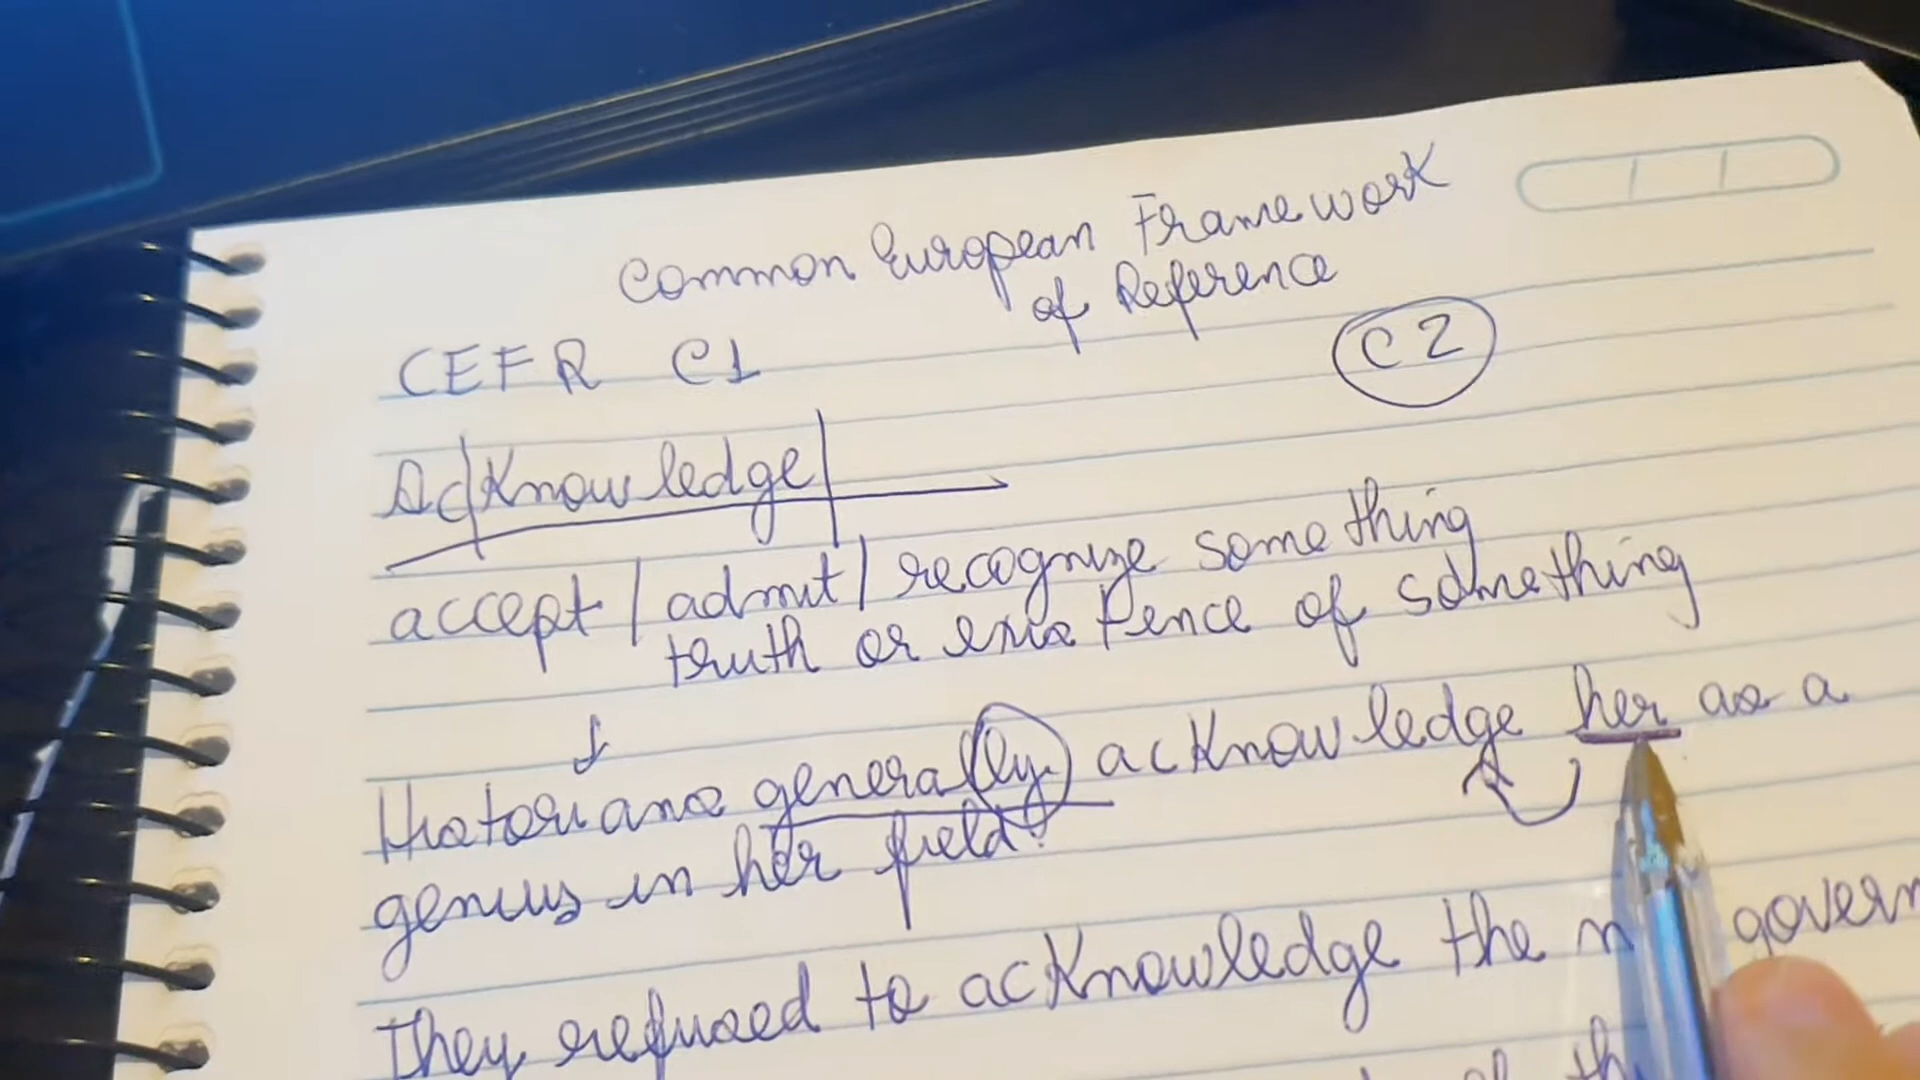 Common European Framework
of Reference
CEFR C1
C2
Acknowledge
accept / admit / recognize something
truth or existence of something
Historians generally acknowledge her as a
genius in her field.
They refused to acknowledge the govern